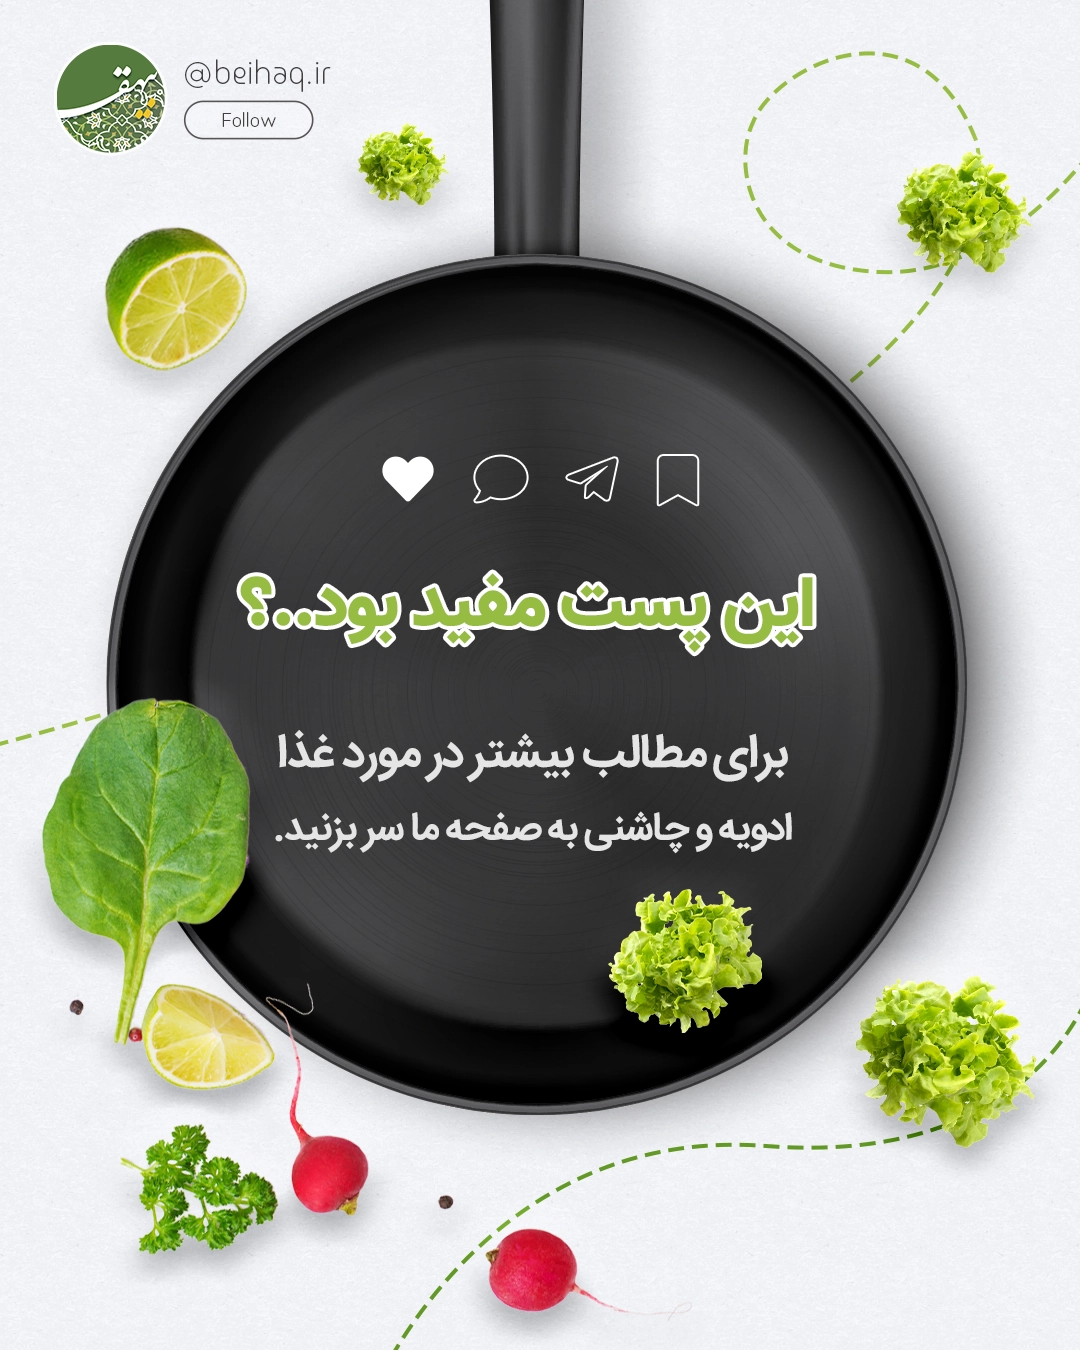 بیهقی
@beihaq.ir
Follow
این پست مفید بود..؟
برای مطالب بیشتر در مورد غذا
ادویه و چاشنی به صفحه ما سر بزنید.